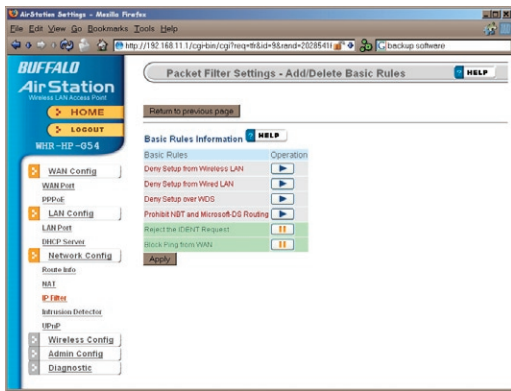 AirStation Settings - Mozilla Firefox
File Edit View Go Bookmarks Tools Help
http://192.168.11.1/cgi-bin/cgi?req=tfr&id=9&rand=2028541
backup software
BUFFALO
AirStation
Wireless LAN Access Point
HOME
LOGOUT
WHR-HP-G54
WAN Config
WAN Port
PPPoE
LAN Config
LAN Port
DHCP Server
Network Config
Route Info
NAT
IP Filter
Intrusion Detector
UPnP
Wireless Config
Admin Config
Diagnostic
Packet Filter Settings - Add/Delete Basic Rules
HELP
Return to previous page
Basic Rules Information HELP
Basic Rules Operation
Deny Setup from Wireless LAN
Deny Setup from Wired LAN
Deny Setup over WDS
Prohibit NBT and Microsoft-DS Routing
Reject the IDENT Request
Block Ping from WAN
Apply